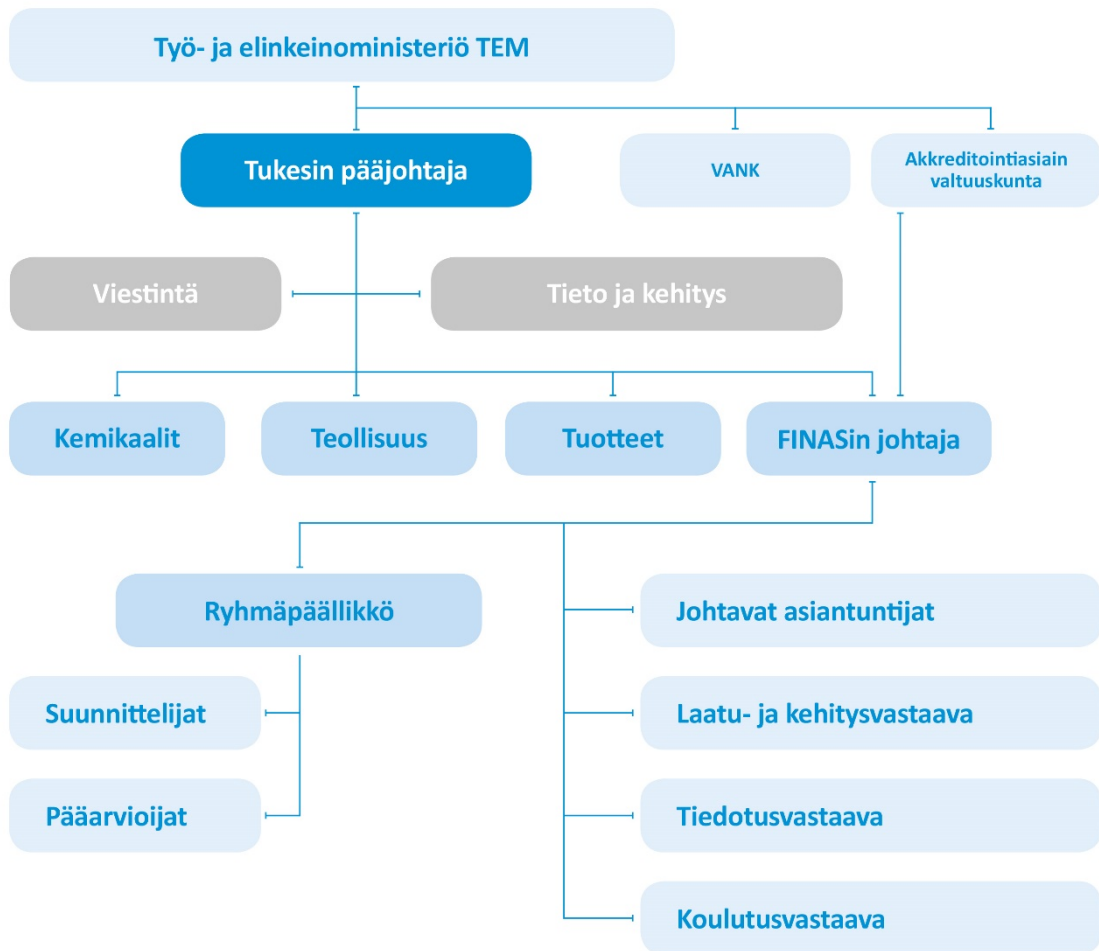 Työ- ja elinkeinoministeriö TEM
Tukesin pääjohtaja
VANK
Akkreditointiasiain
valtuuskunta
Viestintä
Tieto ja kehitys
Kemikaalit
Teollisuus
Tuotteet
FINASin johtaja
Ryhmäpäällikkö
Johtavat asiantuntijat
Suunnittelijat
Laatu- ja kehitysvastaava
Pääarvioijat
Tiedotusvastaava
Koulutusvastaava